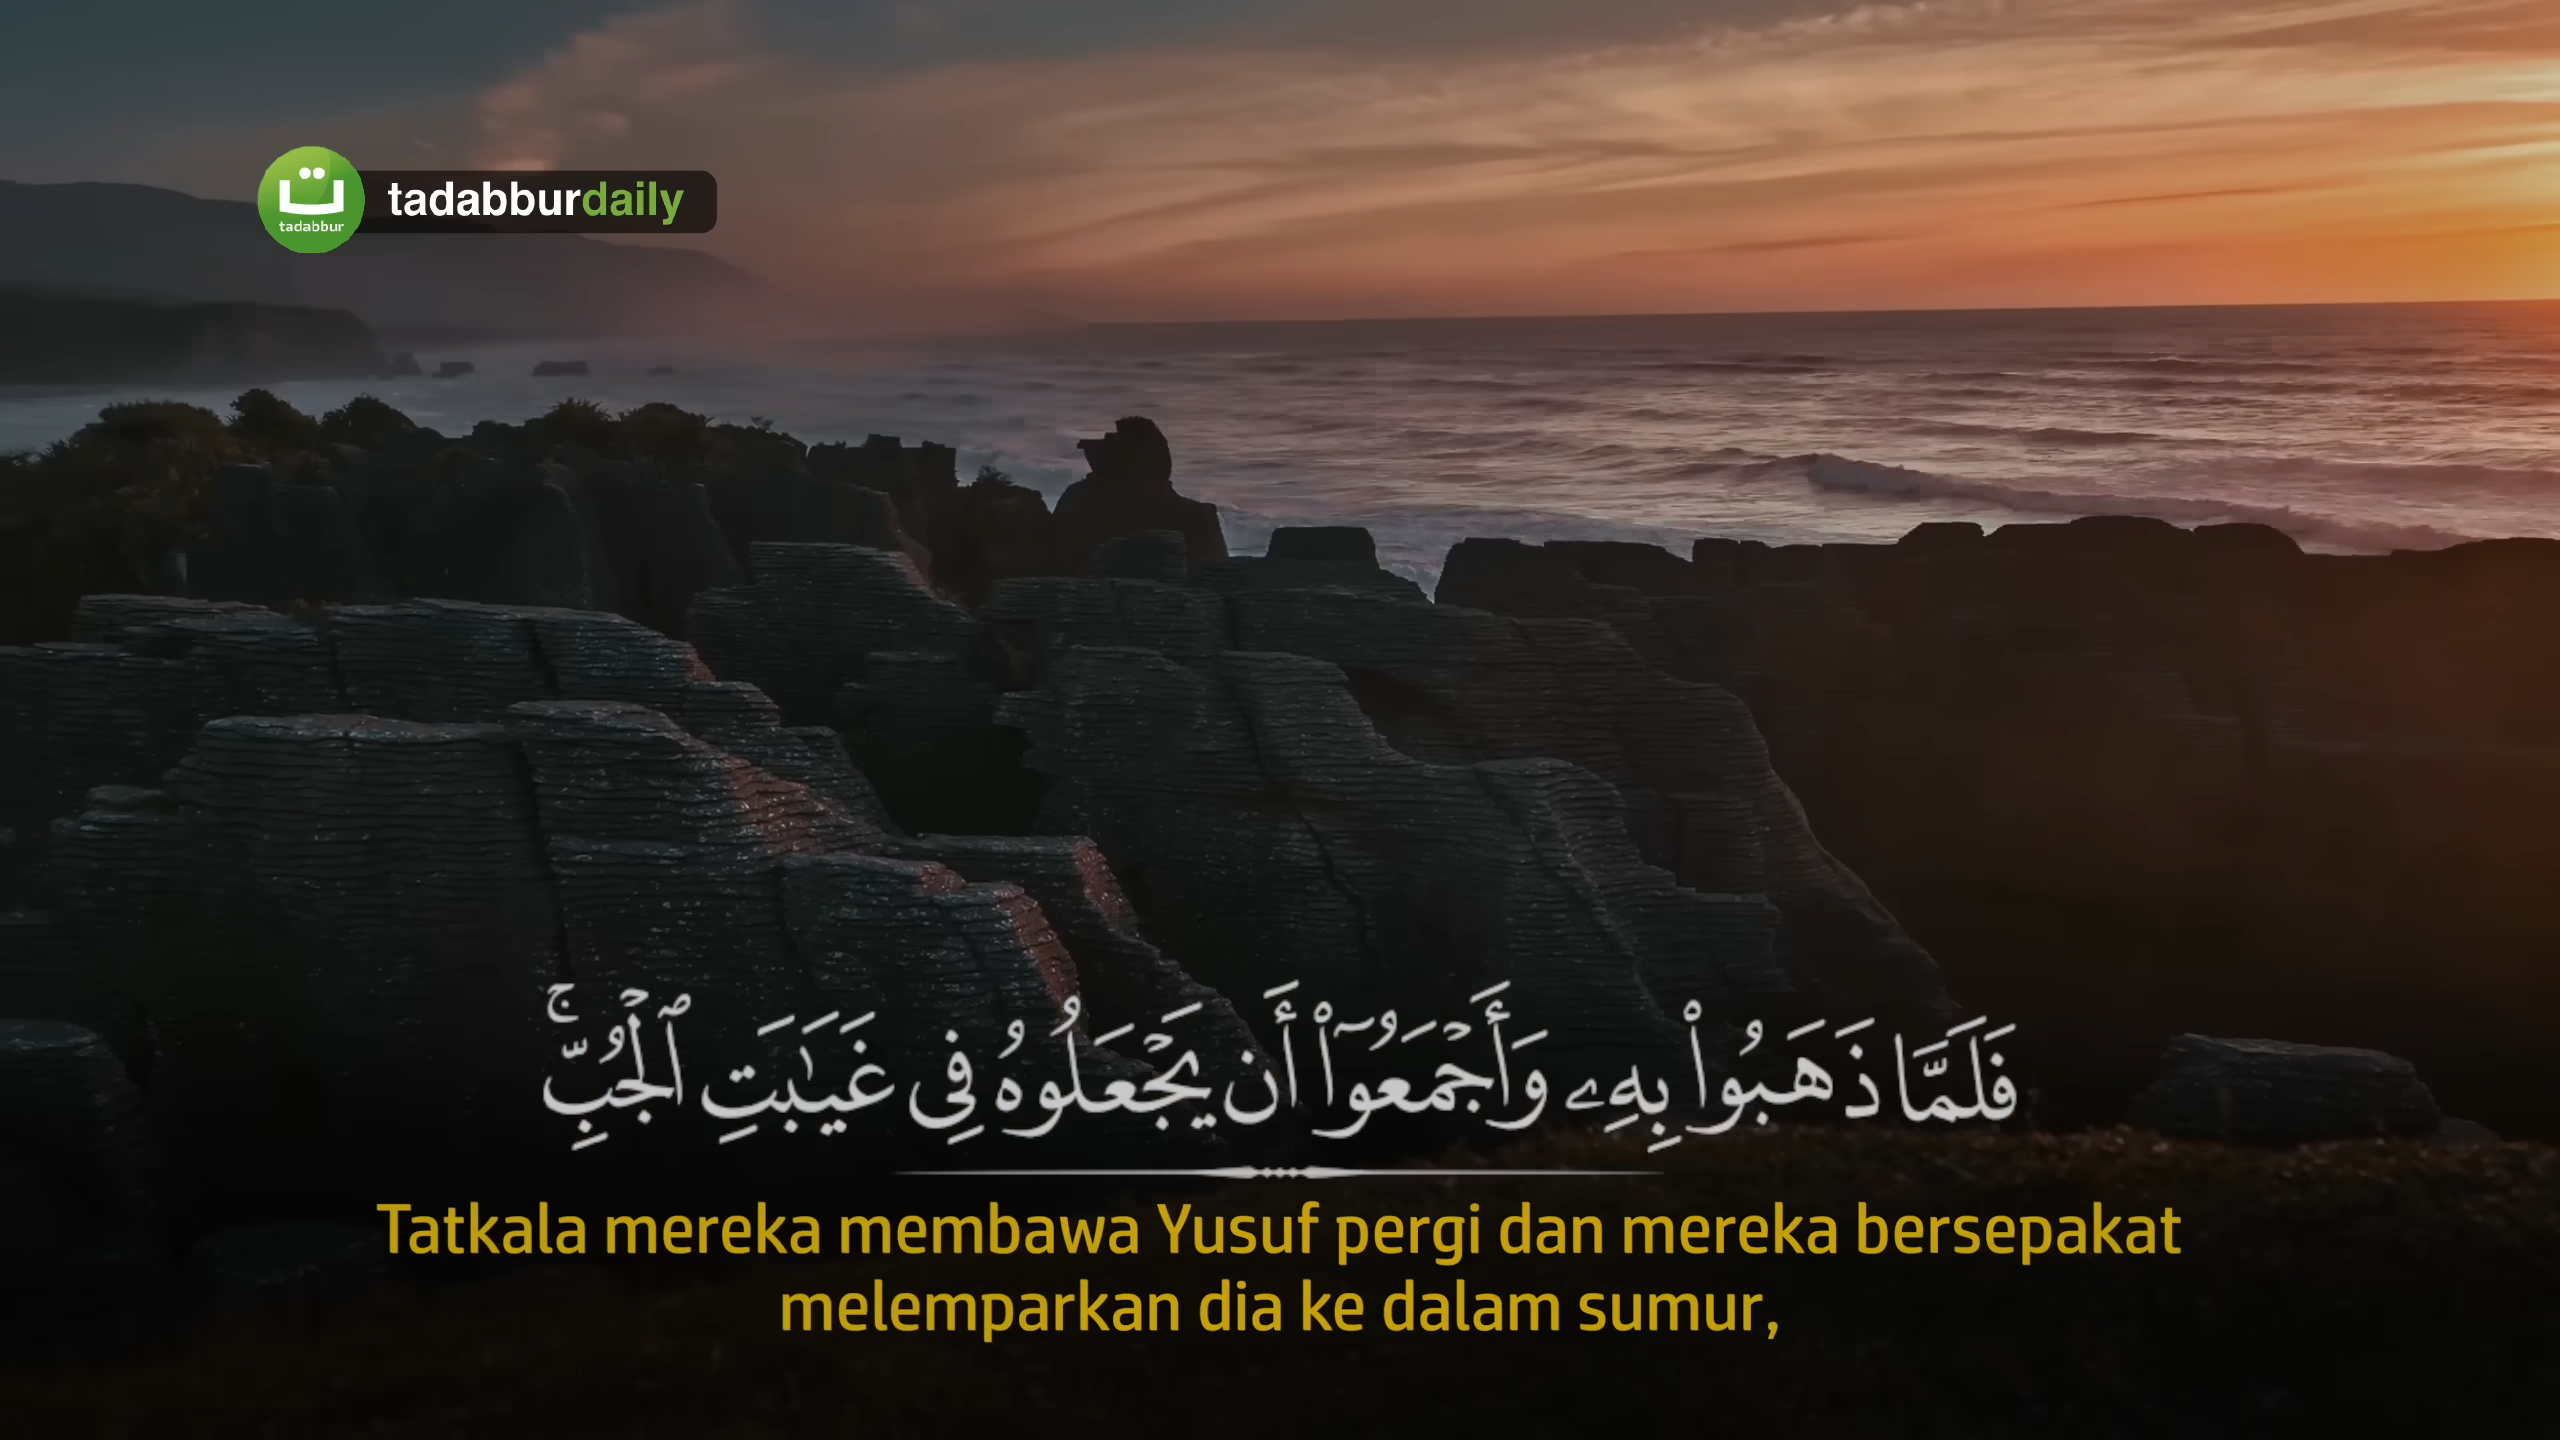 ت
tadabbur
tadabburdaily
فَلَمَّا ذَهَبُوا۟ بِهِۦ وَأَجْمَعُوٓا۟ أَن يَجْعَلُوهُ فِى غَيَـٰبَتِ ٱلْجُبِّ ۚ
Tatkala mereka membawa Yusuf pergi dan mereka bersepakat
melemparkan dia ke dalam sumur,